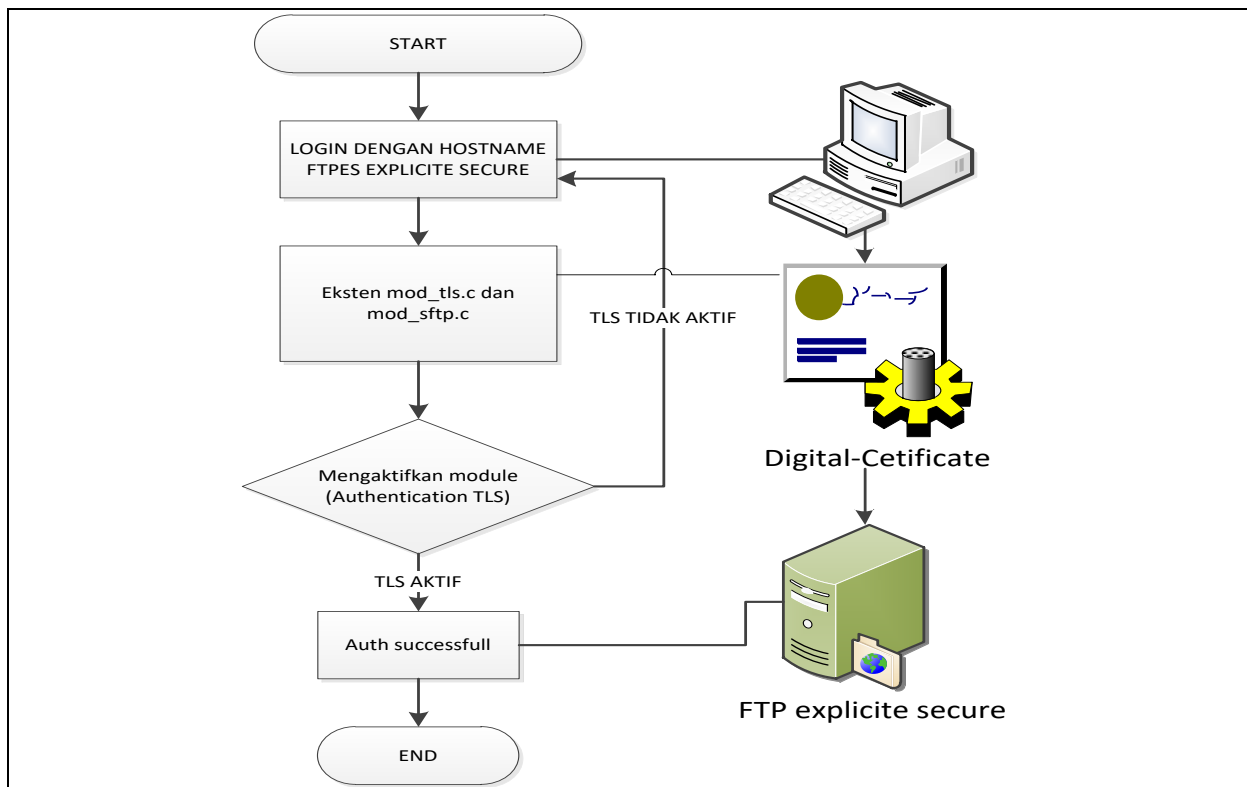 START
LOGIN DENGAN HOSTNAME
FTPES EXPLICITE SECURE
Eksten mod_tls.c dan
mod_sftp.c
TLS TIDAK AKTIF
Mengaktifkan module
(Authentication TLS)
Digital-Cetificate
TLS AKTIF
Auth successfull
FTP explicite secure
END